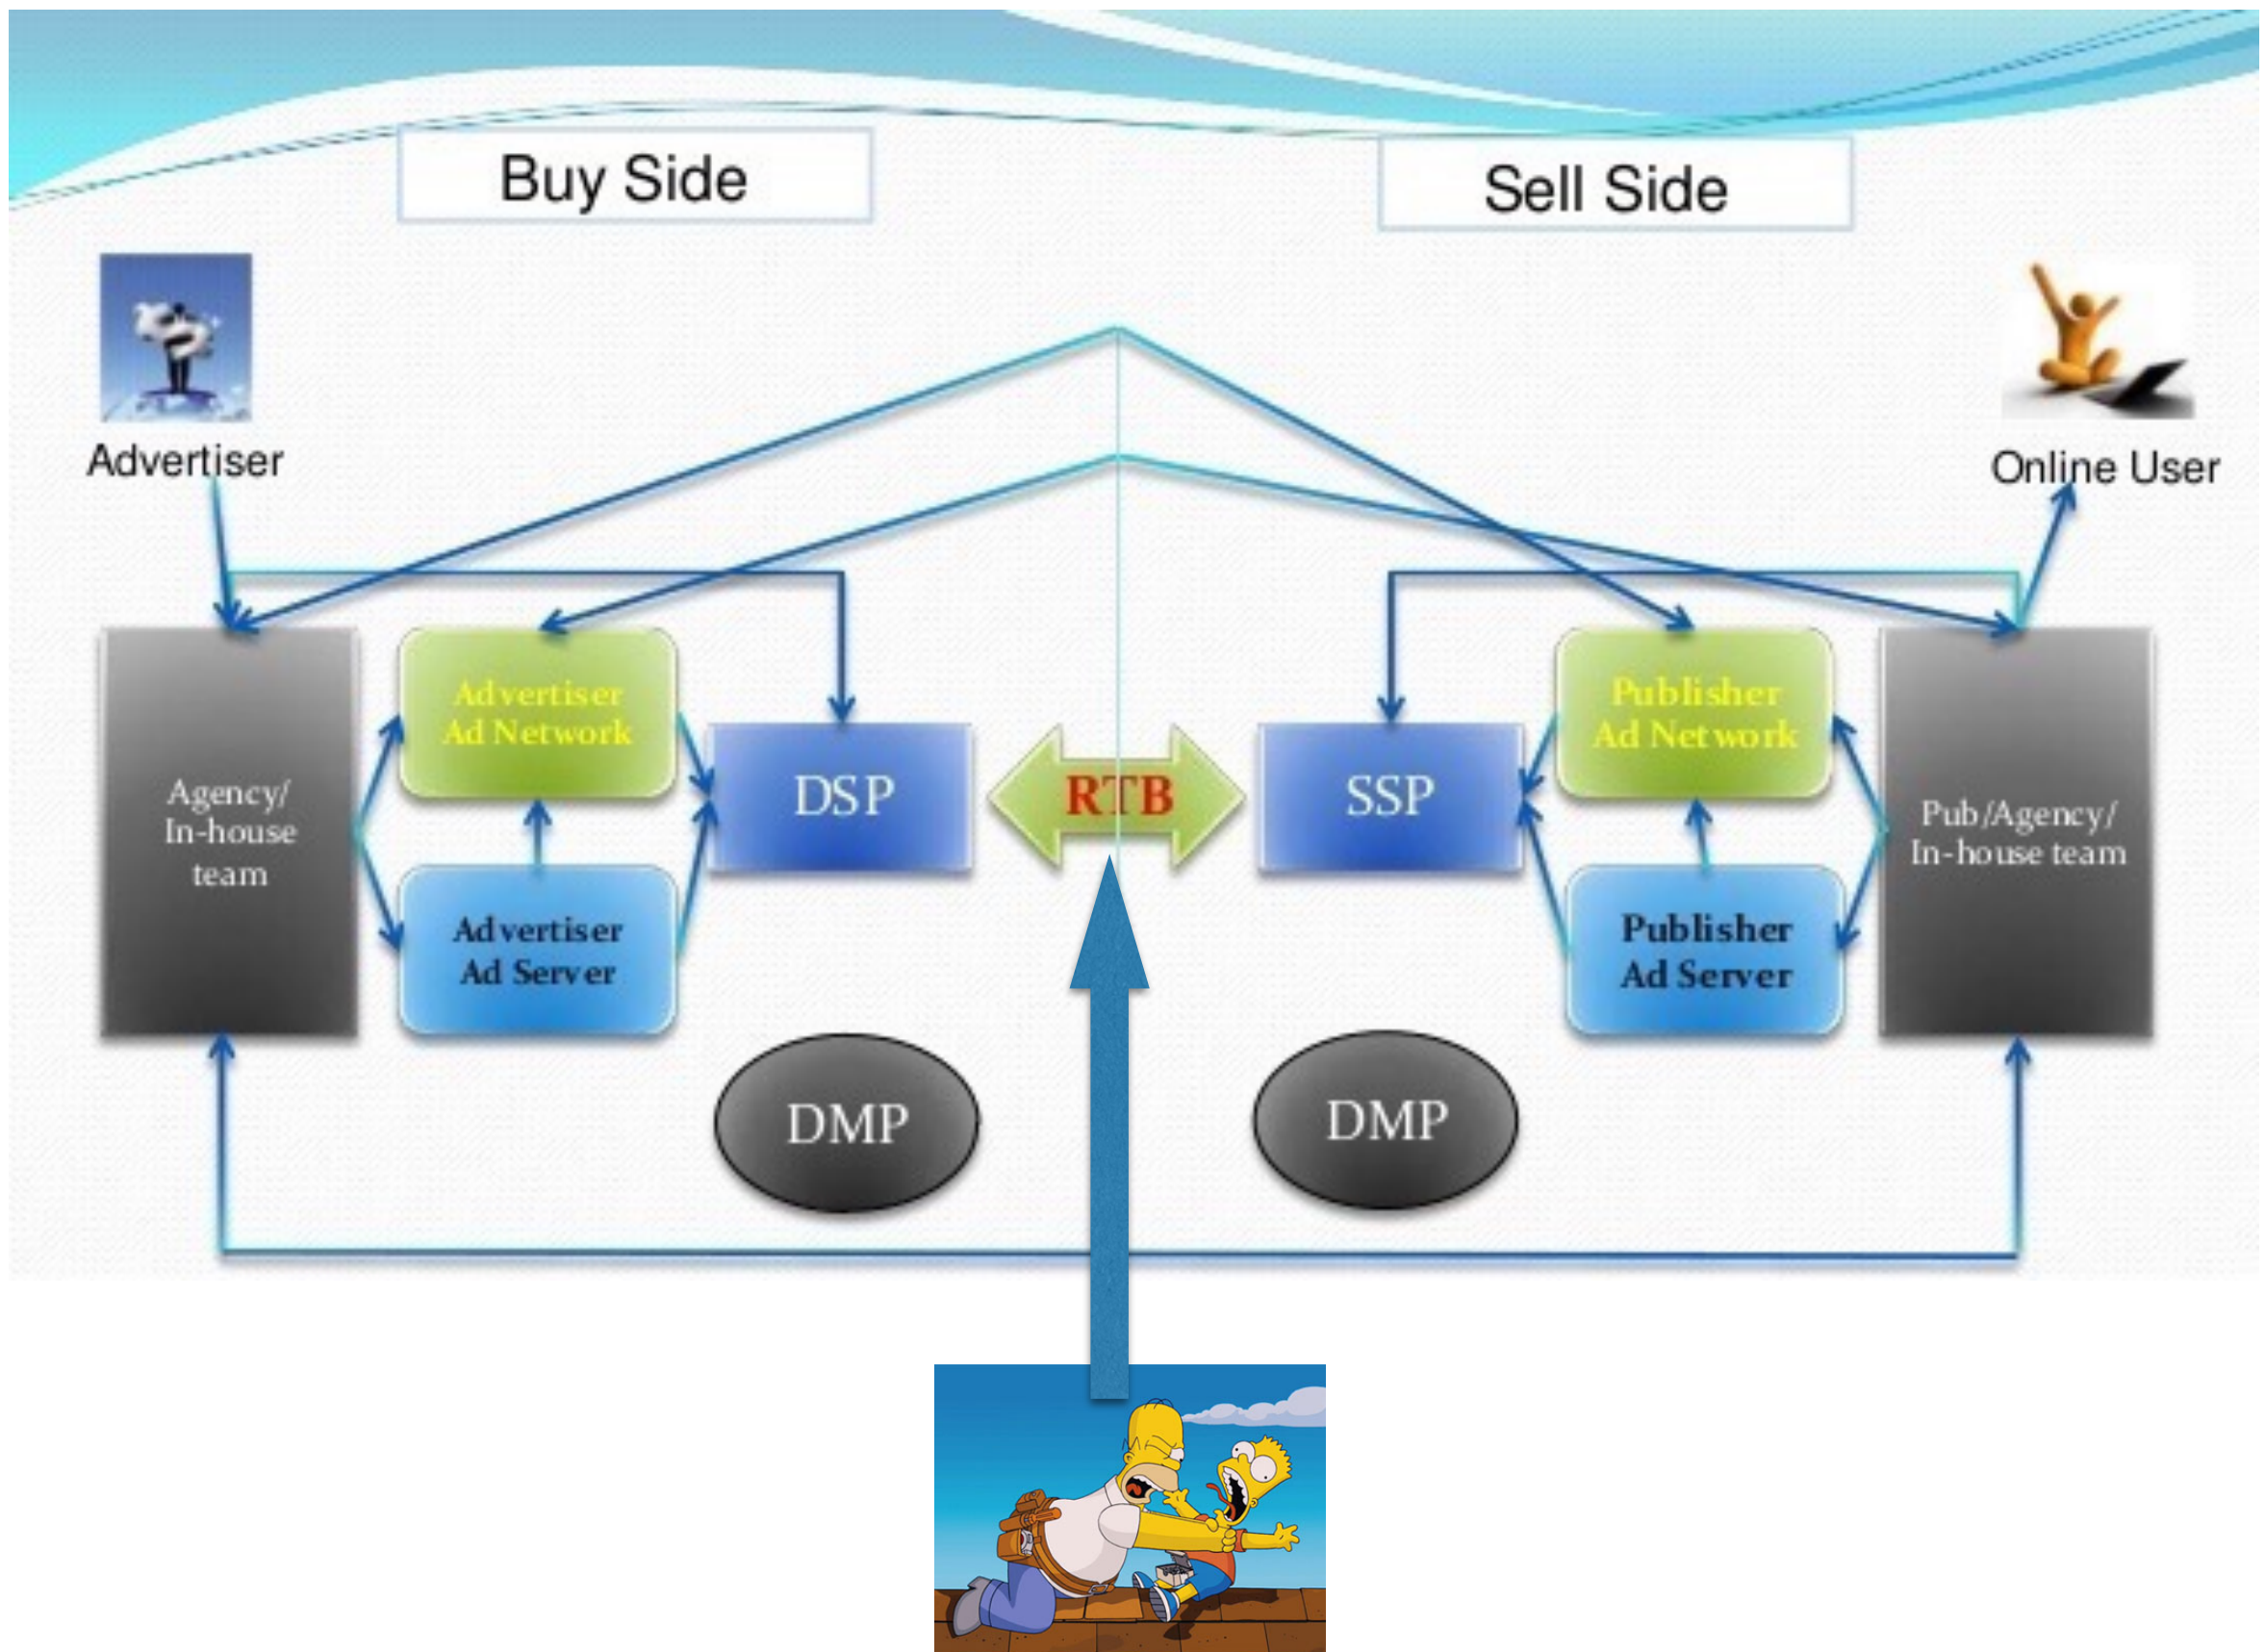 Buy Side
Sell Side
Advertiser
Online User
Agency/
In-house
team
Advertiser
Ad Network
Advertiser
Ad Server
DSP
RTB
SSP
Publisher
Ad Network
Publisher
Ad Server
Pub/Agency/
In-house team
DMP
DMP